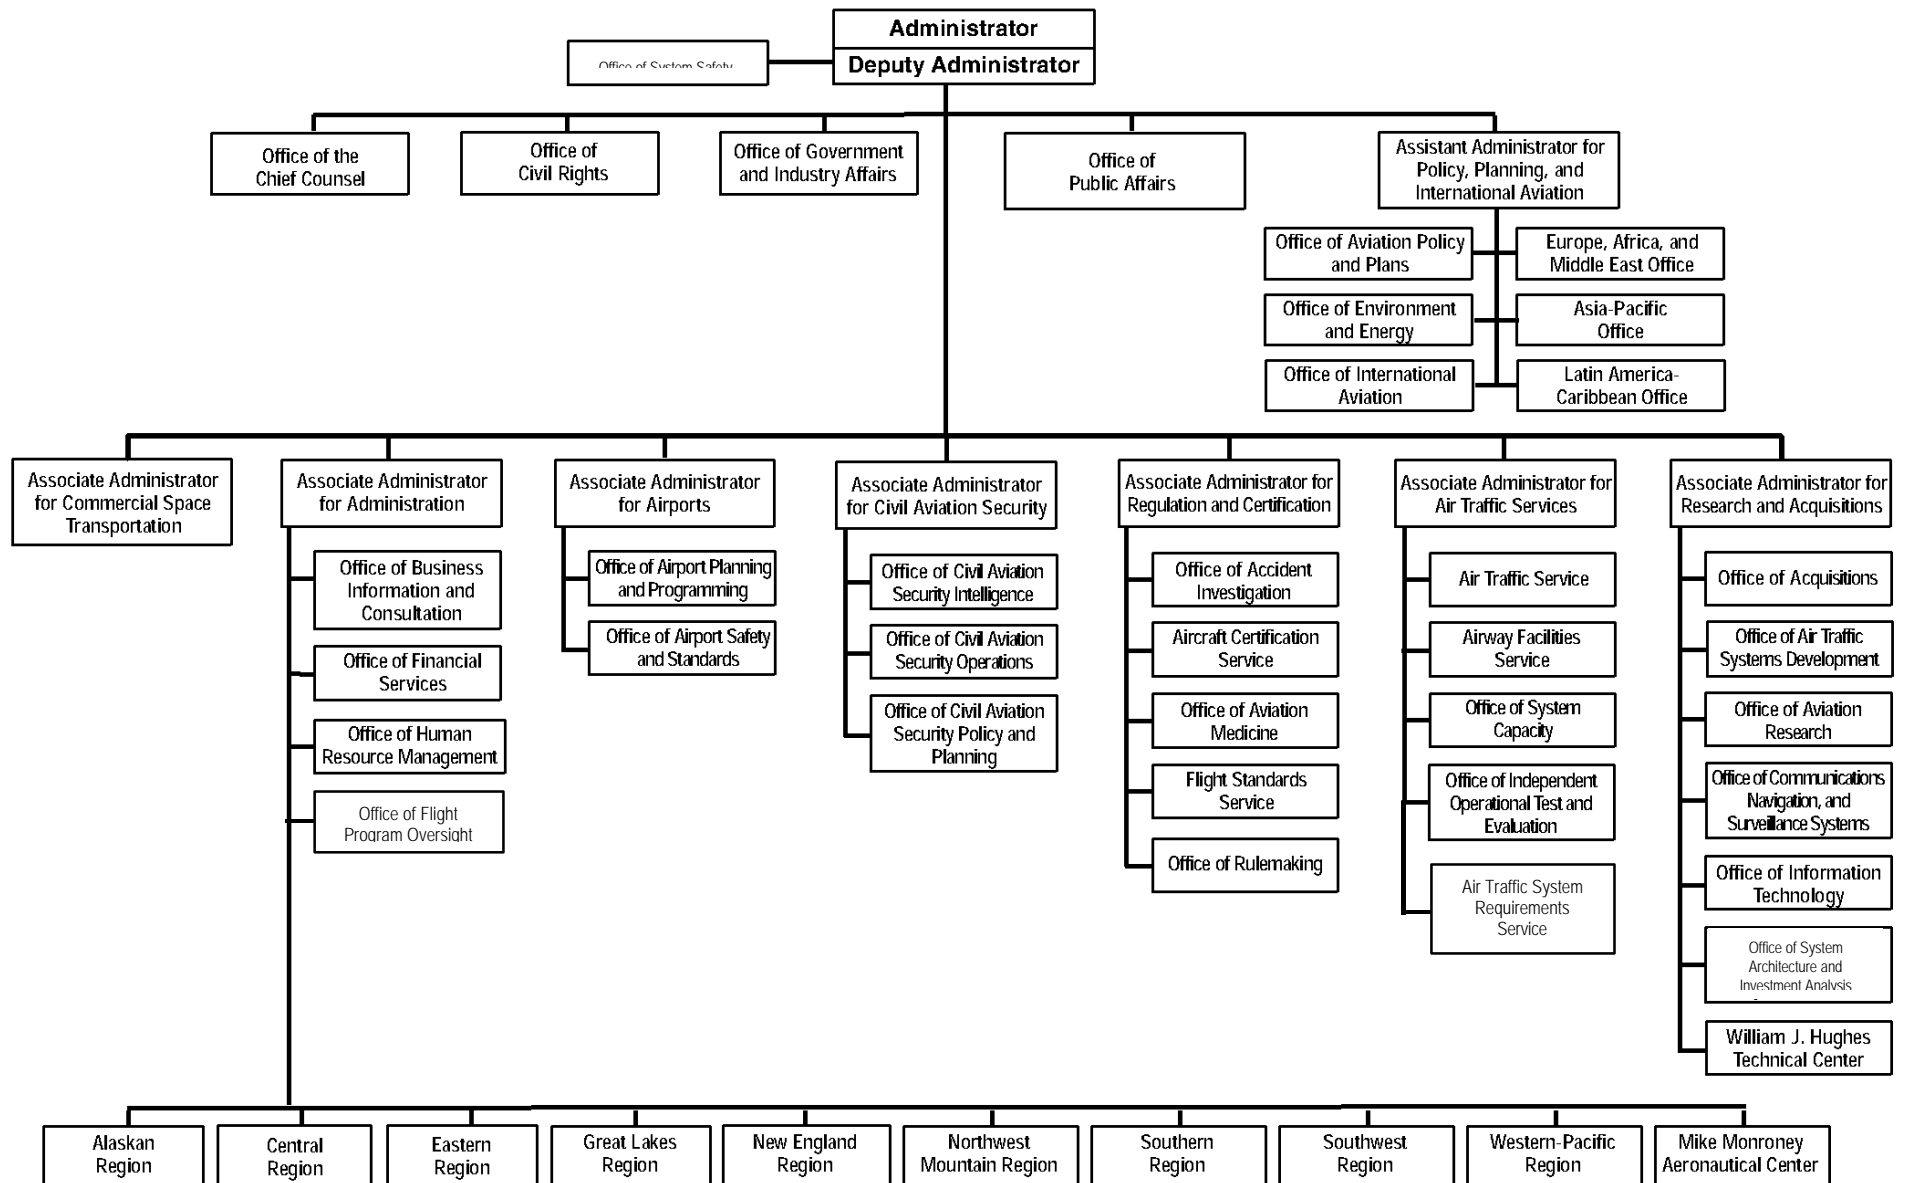 Administrator
Deputy Administrator
Office of System Safety
Office of the
Chief Counsel
Office of
Civil Rights
Office of Government
and Industry Affairs
Office of
Public Affairs
Assistant Administrator for
Policy, Planning, and
International Aviation
Office of Aviation Policy
and Plans
Europe, Africa, and
Middle East Office
Office of Environment
and Energy
Asia-Pacific
Office
Office of International
Aviation
Latin America-
Caribbean Office
Associate Administrator
for Commercial Space
Transportation
Associate Administrator
for Administration
Office of Business
Information and
Consultation
Office of Financial
Services
Office of Human
Resource Management
Office of Flight
Program Oversight
Associate Administrator
for Airports
Office of Airport Planning
and Programming
Office of Airport Safety
and Standards
Associate Administrator
for Civil Aviation Security
Office of Civil Aviation
Security Intelligence
Office of Civil Aviation
Security Operations
Office of Civil Aviation
Security Policy and
Planning
Associate Administrator for
Regulation and Certification
Office of Accident
Investigation
Aircraft Certification
Service
Office of Aviation
Medicine
Flight Standards
Service
Office of Rulemaking
Associate Administrator for
Air Traffic Services
Air Traffic Service
Airway Facilities
Service
Office of System
Capacity
Office of Independent
Operational Test and
Evaluation
Air Traffic System
Requirements
Service
Associate Administrator for
Research and Acquisitions
Office of Acquisitions
Office of Air Traffic
Systems Development
Office of Aviation
Research
Office of Communications
Navigation, and
Surveillance Systems
Office of Information
Technology
Office of System
Architecture and
Investment Analysis
William J. Hughes
Technical Center
Alaskan
Region
Central
Region
Eastern
Region
Great Lakes
Region
New England
Region
Northwest
Mountain Region
Southern
Region
Southwest
Region
Western-Pacific
Region
Mike Monroney
Aeronautical Center